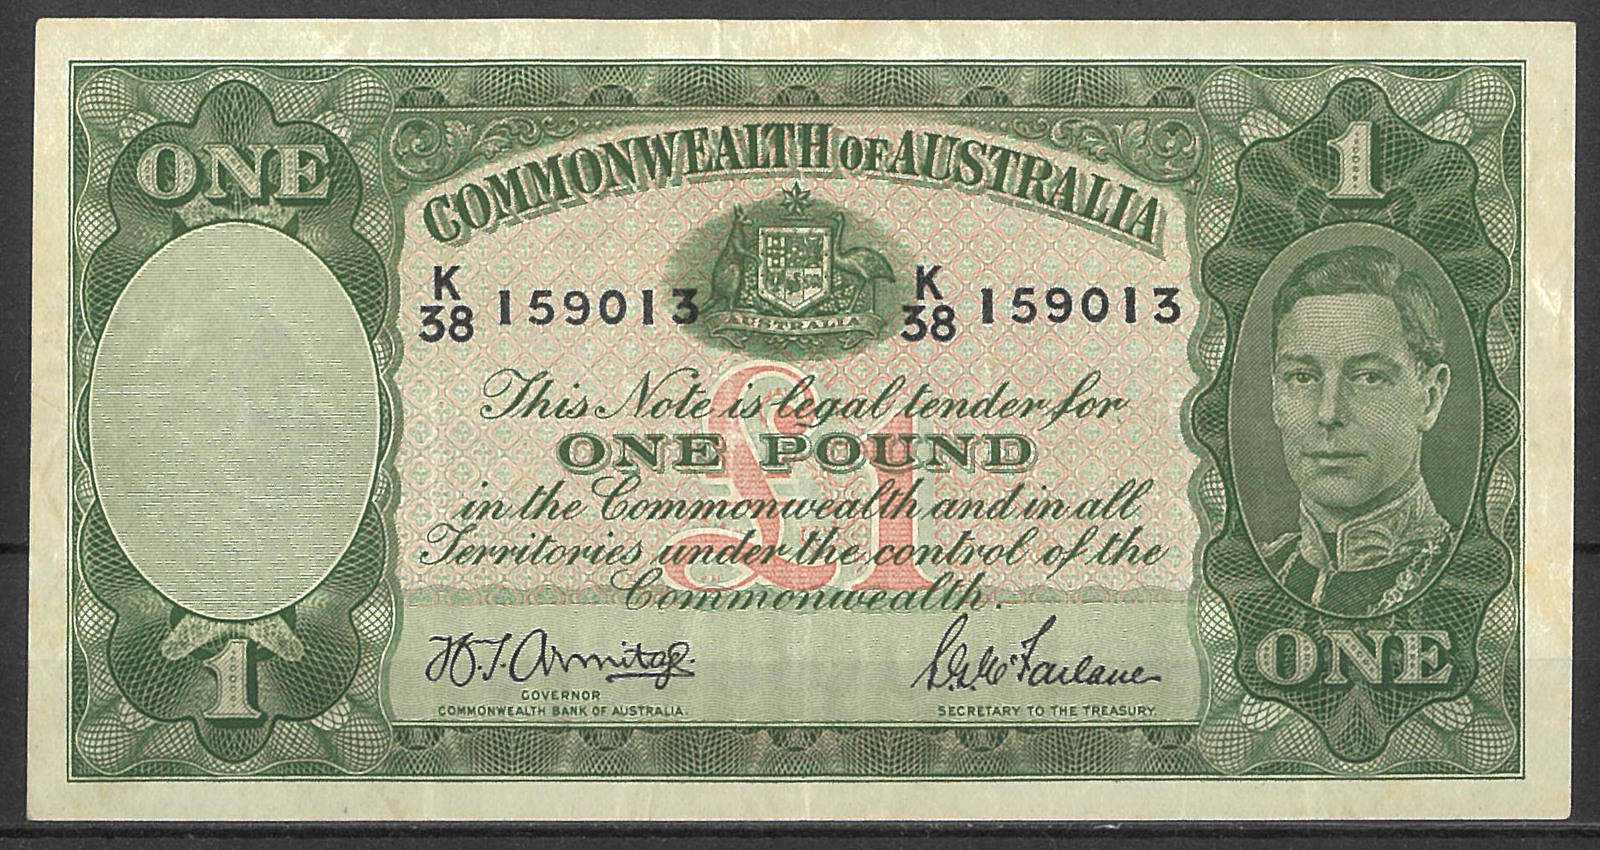 ONE
1
COMMONWEALTH OF AUSTRALIA
K
38 159013
K
38 159013
AUSTRALIA
£1
This Note is legal tender for
ONE POUND
in the Commonwealth and in all
Territories under the control of the
Commonwealth.
H.T. Armitage.
S.G. McFarlane
GOVERNOR
COMMONWEALTH BANK OF AUSTRALIA.
SECRETARY TO THE TREASURY.
1
ONE